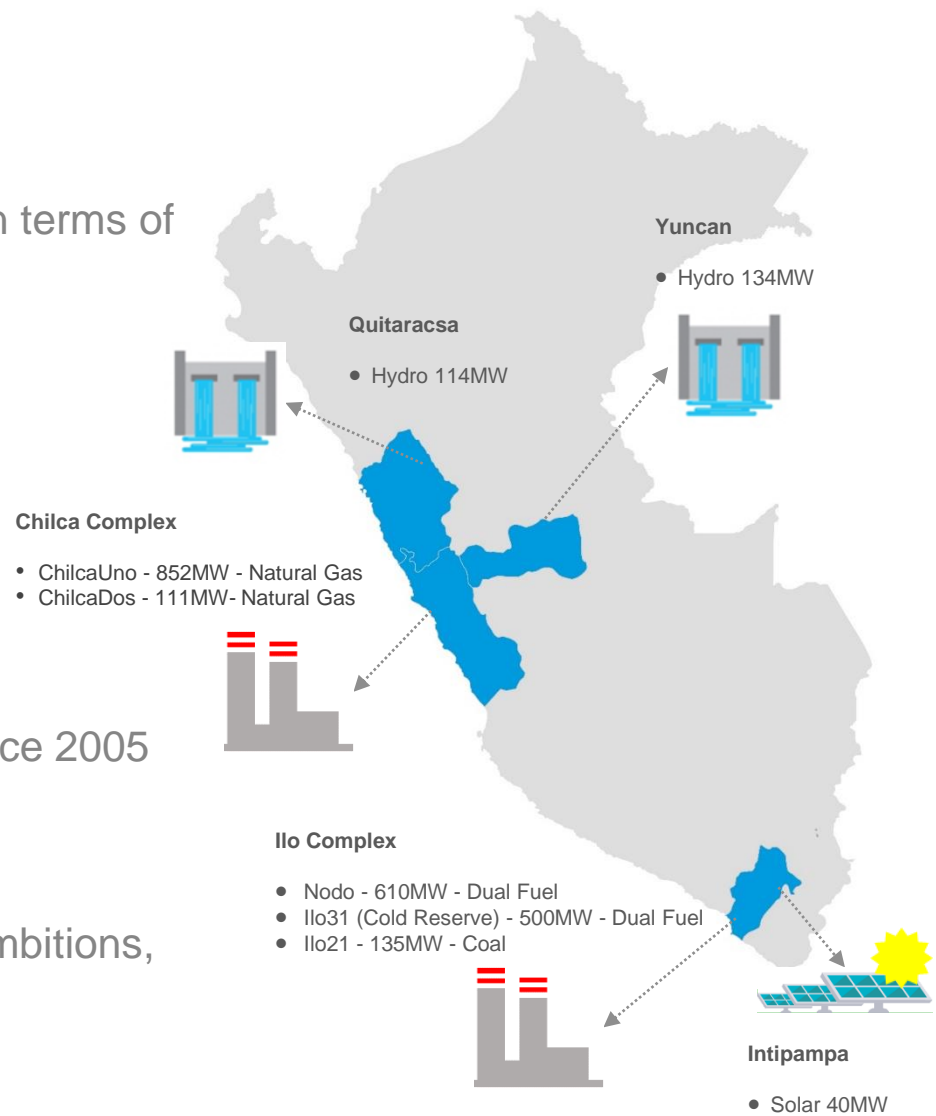 n terms of
Yuncan
• Hydro 134MW
Quitaracsa
• Hydro 114MW
Chilca Complex
• ChilcaUno - 852MW - Natural Gas
• ChilcaDos - 111MW- Natural Gas
ce 2005
Ilo Complex
• Nodo - 610MW - Dual Fuel
• Ilo31 (Cold Reserve) - 500MW - Dual Fuel
• Ilo21 - 135MW - Coal
mbitions,
Intipampa
• Solar 40MW